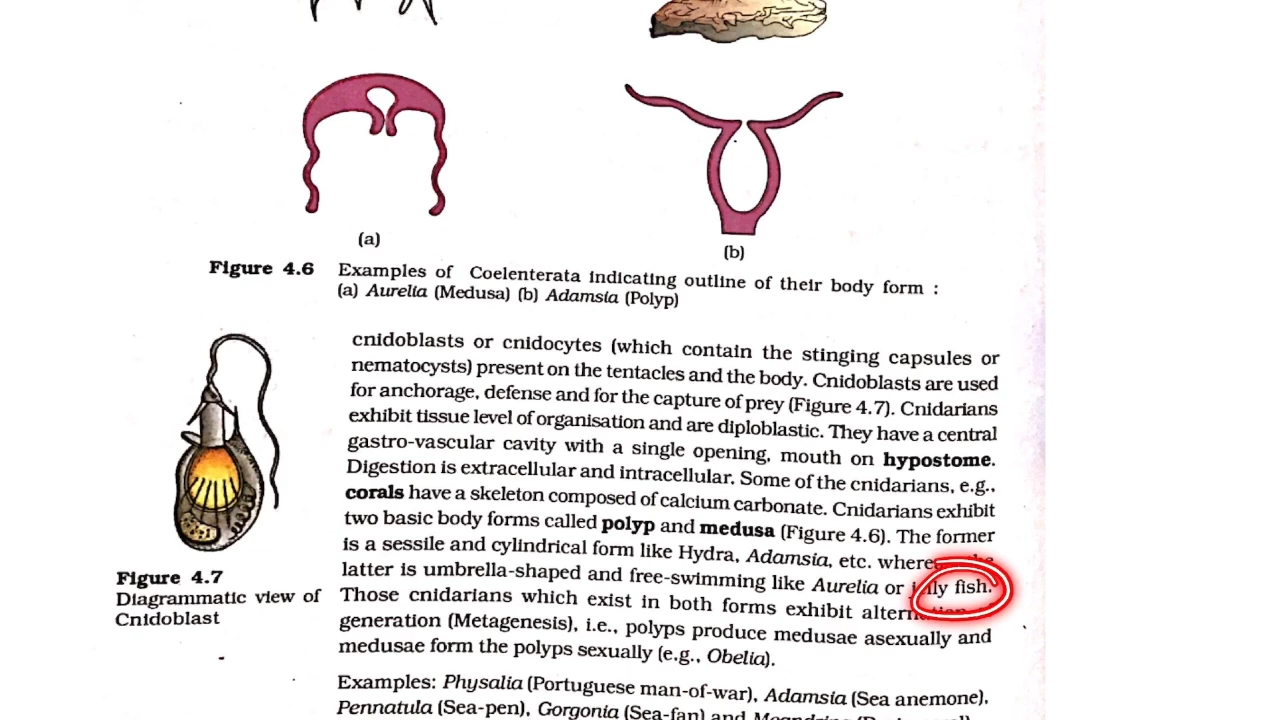 (a)
(b)
Figure 4.6 Examples of Coelenterata indicating outline of their body form :
(a) Aurelia (Medusa) (b) Adamsia (Polyp)
cnidoblasts or cnidocytes (which contain the stinging capsules or
nematocysts) present on the tentacles and the body. Cnidoblasts are used
for anchorage, defense and for the capture of prey (Figure 4.7). Cnidarians
exhibit tissue level of organisation and are diploblastic. They have a central
gastro-vascular cavity with a single opening, mouth on hypostome.
Digestion is extracellular and intracellular. Some of the cnidarians, e.g.,
corals have a skeleton composed of calcium carbonate. Cnidarians exhibit
two basic body forms called polyp and medusa (Figure 4.6). The former
is a sessile and cylindrical form like Hydra, Adamsia, etc. whereas the
latter is umbrella-shaped and free-swimming like Aurelia or jelly fish.
Those cnidarians which exist in both forms exhibit alternation of
generation (Metagenesis), i.e., polyps produce medusae asexually and
medusae form the polyps sexually (e.g., Obelia).
Figure 4.7
Diagrammatic view of
Cnidoblast
Examples: Physalia (Portuguese man-of-war), Adamsia (Sea anemone),
Pennatula (Sea-pen), Gorgonia (Sea-fan) and